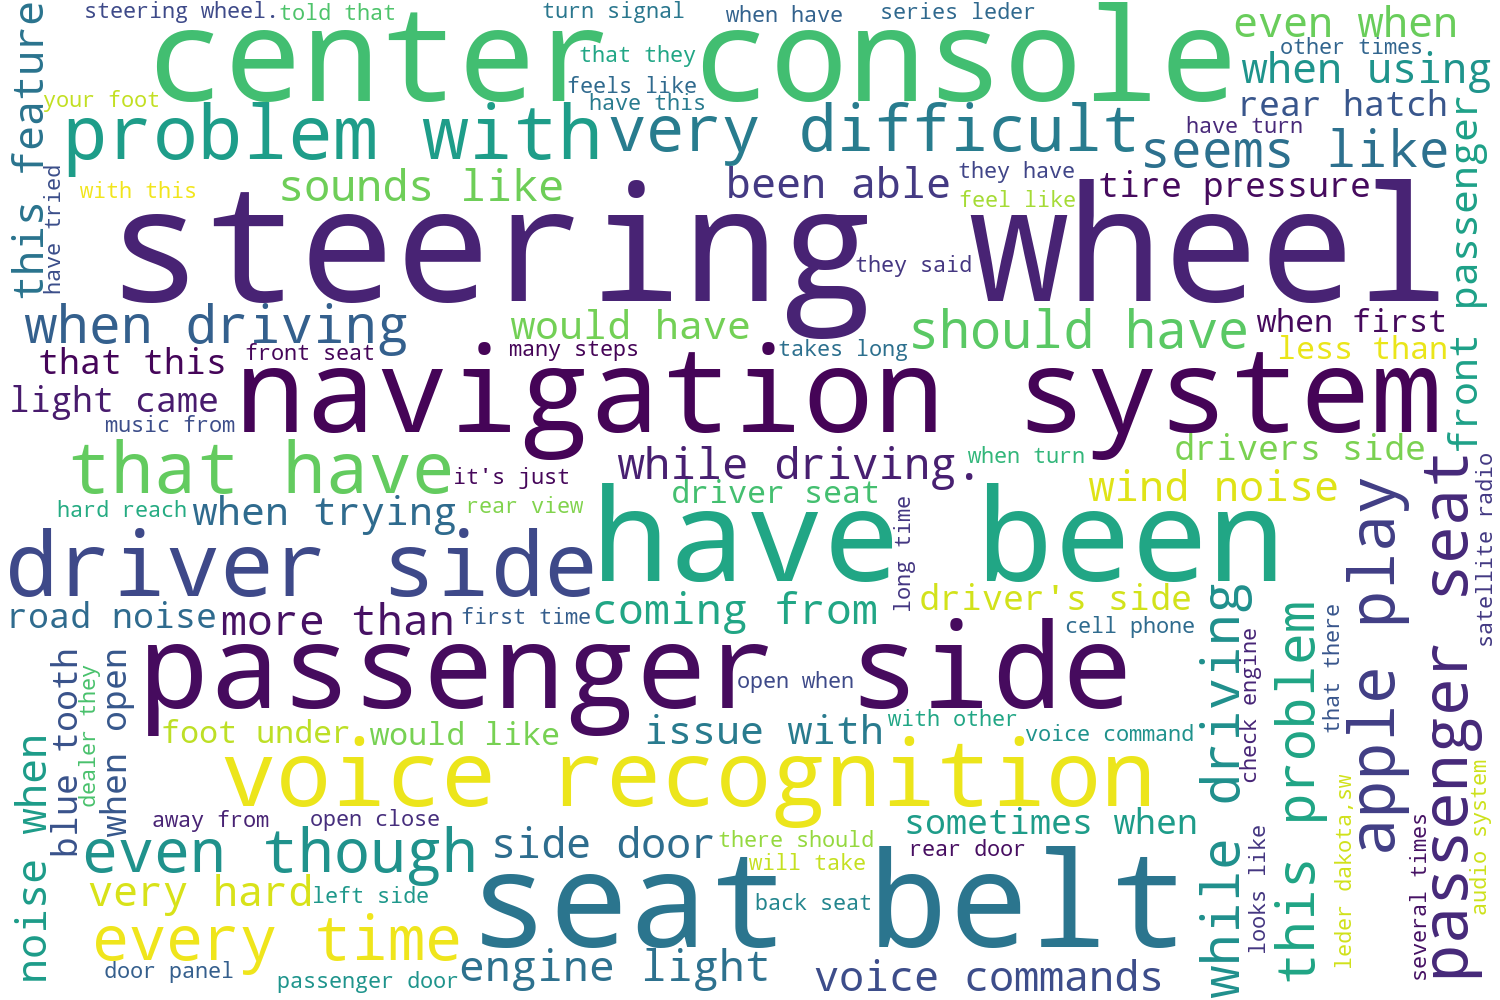 steering wheel.
told that
turn signal
when have
series leder
even when
center console
that they
other times
when using
feels like
your foot
have this
rear hatch
this feature
problem with
very difficult
have turn
seems like
front passenger
have tried
with this
sounds like
been able
they have
feel like
tire pressure
steering wheel
they said
when driving
would have
should have
when first
that this
front seat
many steps
takes long
less than
light came
navigation system
music from
that have
it's just
while driving.
when turn
drivers side
hard reach
when trying
rear view
driver seat
wind noise
long time
apple play
passenger seat
satellite radio
driver side
have been
road noise
more than
first time
coming from
driver's side
cell phone
while driving
check engine
this problem
that there
blue tooth
dealer they
when open
passenger side
open when
foot under
would like
issue with
with other
voice command
noise when
voice recognition
away from
open close
side door
there should
sometimes when
rear door
even though
will take
looks like
leder dakota,sw
several times
audio system
very hard
left side
seat belt
back seat
every time
door panel
passenger door
engine light
voice commands